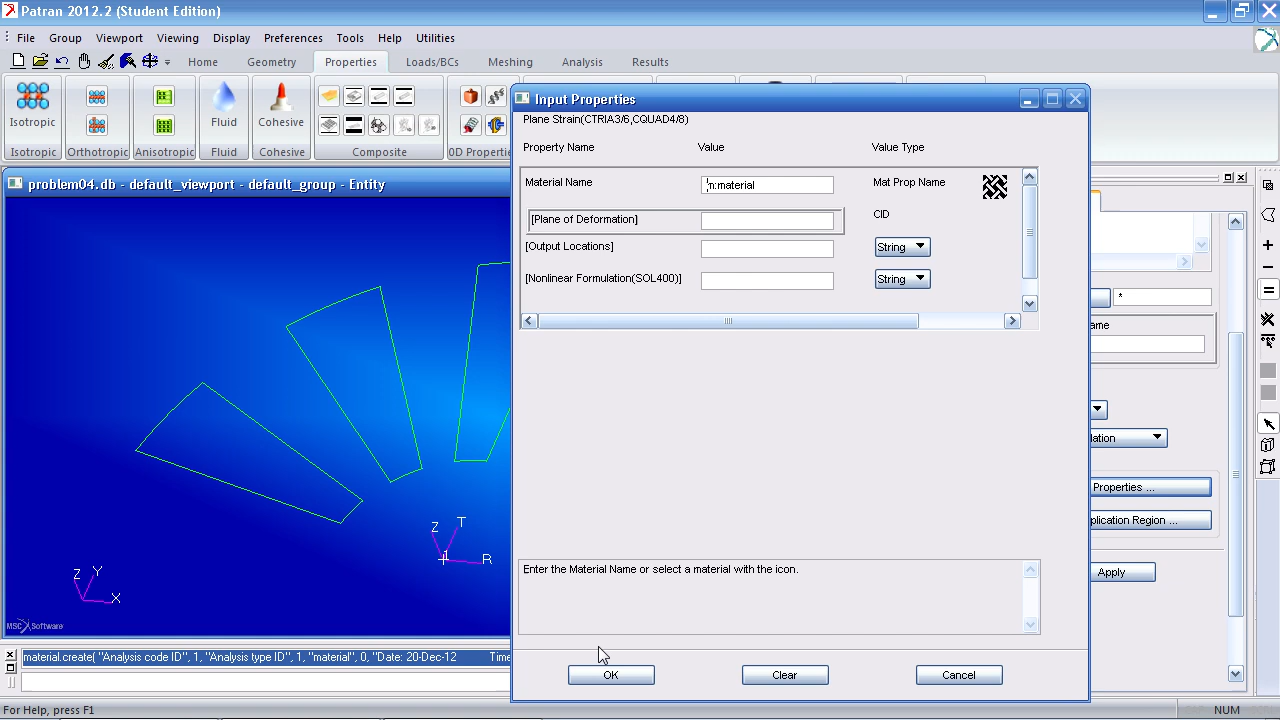 Patran 2012.2 (Student Edition)
File Group Viewport Viewing Display Preferences Tools Help Utilities
Home Geometry Properties Loads/BCs Meshing Analysis Results
Isotropic Fluid Cohesive
Isotropic Orthotropic Anisotropic Fluid Cohesive Composite 0D Properti
Input Properties
Plane Strain(CTRIA3/6,CQUAD4/8)
Property Name Value Value Type
problem04.db - default_viewport - default_group - Entity
Material Name m:material Mat Prop Name
[Plane of Deformation] CID
[Output Locations] String
[Nonlinear Formulation(SOL400)] String
*
ame
lation
Properties ...
plication Region ...
Apply
Z T
1 R
Z Y
X
MSC Software
Enter the Material Name or select a material with the icon.
material.create( "Analysis code ID", 1, "Analysis type ID", 1, "material", 0, "Date: 20-Dec-12 Time
OK Clear Cancel
For Help, press F1
NUM